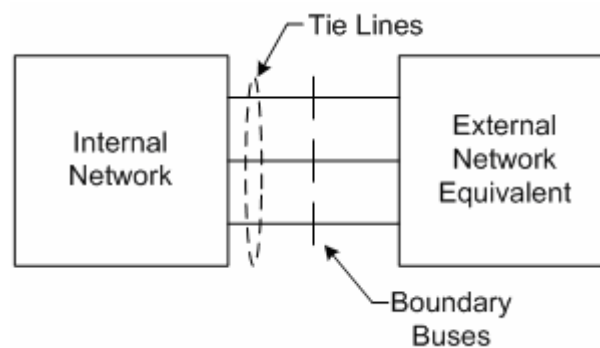 Tie Lines
Internal
Network
External
Network
Equivalent
Boundary
Buses